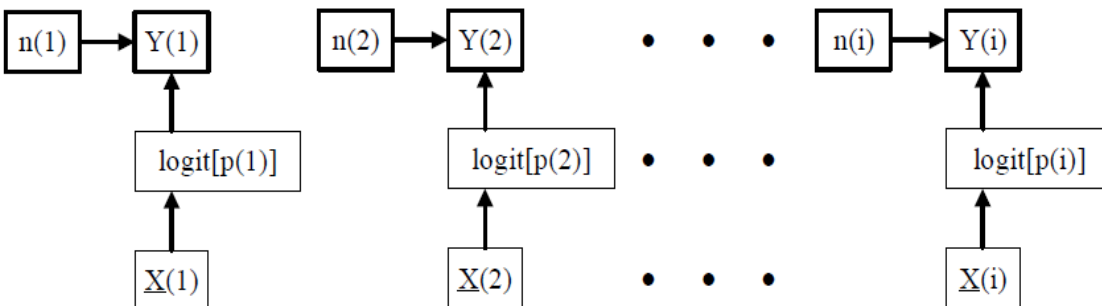 n(1) Y(1) n(2) Y(2) • • • n(i) Y(i)
logit[p(1)] logit[p(2)] • • • logit[p(i)]
X(1) X(2) • • • X(i)